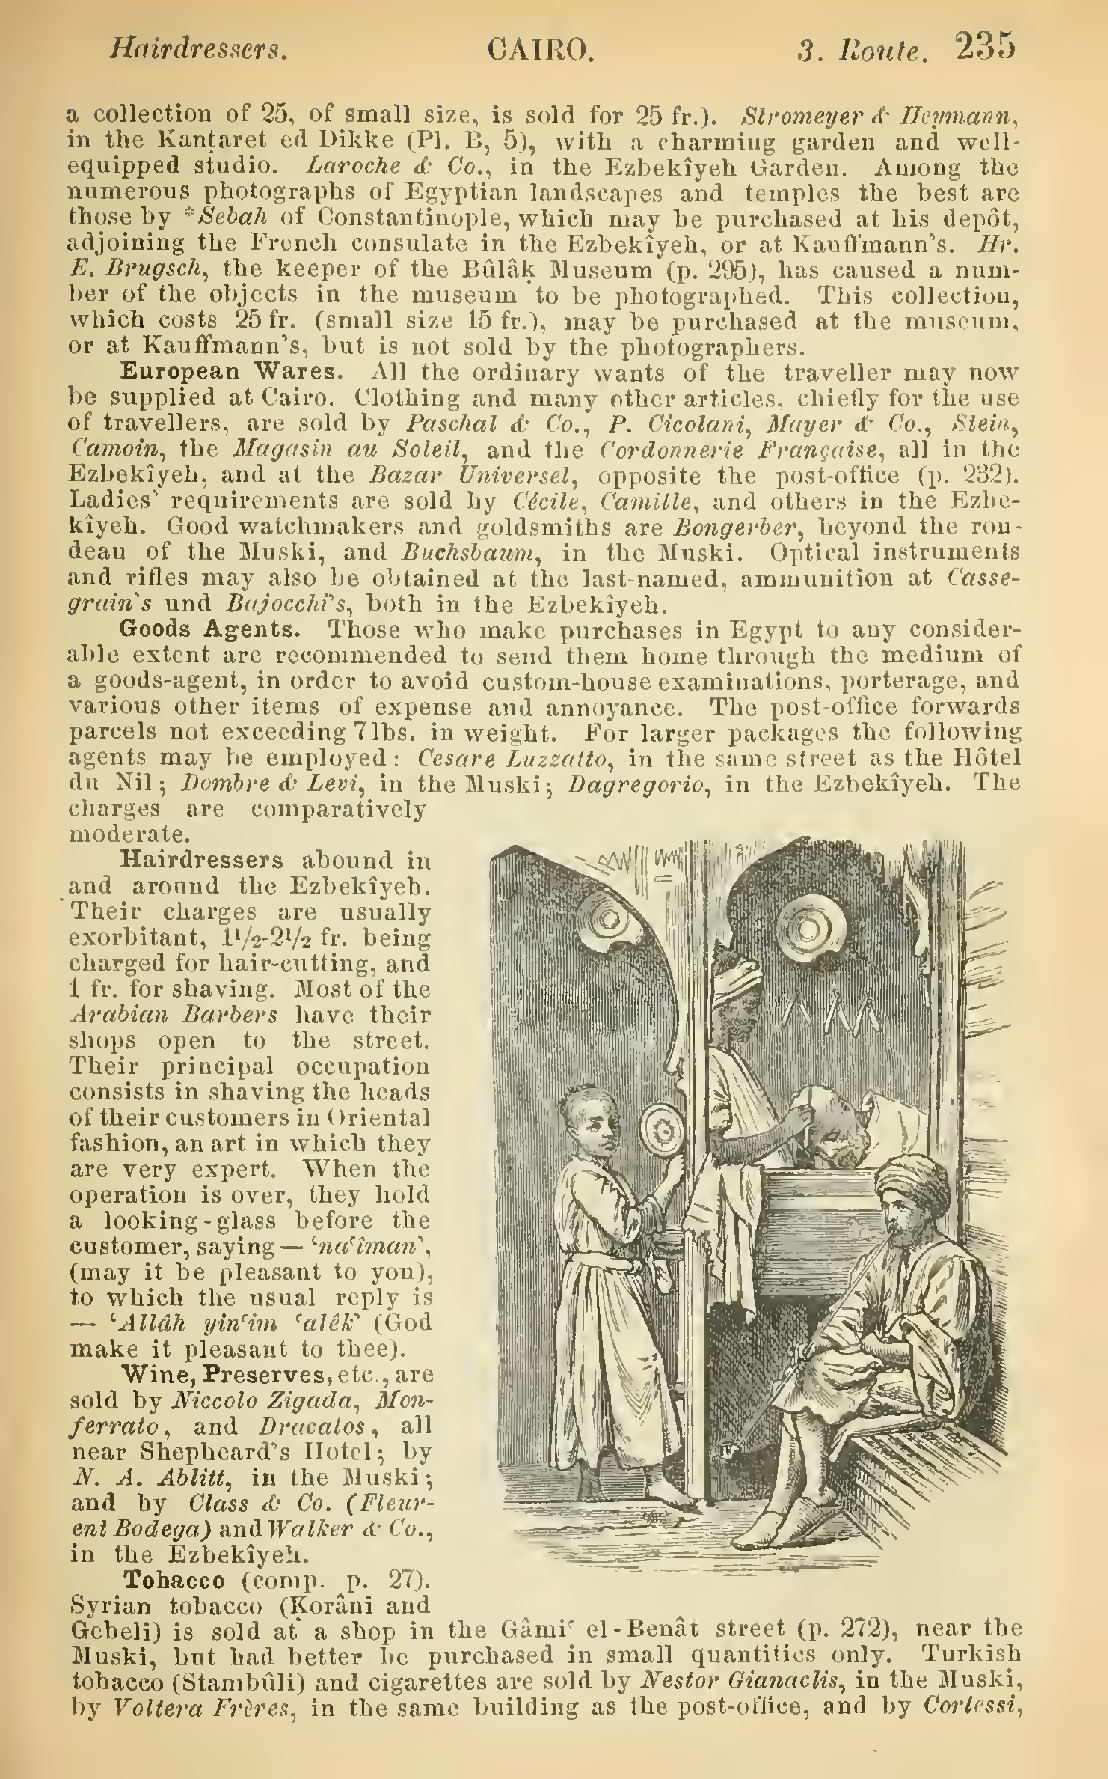 Hairdressers. CAIRO. 3. Route. 235
a collection of 25, of small size, is sold for 25 fr.). Stromeyer & Heymann,
in the Kantaret ed Dikke (Pl. B, 5), with a charming garden and well-
equipped studio. Laroche & Co., in the Ezbekîyeh Garden. Among the
numerous photographs of Egyptian landscapes and temples the best are
those by *Sebah of Constantinople, which may be purchased at his depôt,
adjoining the French consulate in the Ezbekîyeh, or at Kauffmann's. Hr.
E. Brugsch, the keeper of the Bûlâk Museum (p. 295), has caused a num-
ber of the objects in the museum to be photographed. This collection,
which costs 25 fr. (small size 15 fr.), may be purchased at the museum,
or at Kauffmann's, but is not sold by the photographers.
European Wares. All the ordinary wants of the traveller may now
be supplied at Cairo. Clothing and many other articles, chiefly for the use
of travellers, are sold by Paschal & Co., P. Cicolani, Mayer & Co., Stein,
Camoin, the Magasin au Soleil, and the Cordonnerie Française, all in the
Ezbekîyeh, and at the Bazar Universel, opposite the post-office (p. 232).
Ladies' requirements are sold by Cécile, Camille, and others in the Ezbe-
kîyeh. Good watchmakers and goldsmiths are Bongerber, beyond the ron-
deau of the Muski, and Buchsbaum, in the Muski. Optical instruments
and rifles may also be obtained at the last-named, ammunition at Casse-
grain's und Bajocchi's, both in the Ezbekîyeh.
Goods Agents. Those who make purchases in Egypt to any consider-
able extent are recommended to send them home through the medium of
a goods-agent, in order to avoid custom-house examinations, porterage, and
various other items of expense and annoyance. The post-office forwards
parcels not exceeding 7 lbs. in weight. For larger packages the following
agents may be employed: Cesare Luzzatto, in the same street as the Hôtel
du Nil; Dombre & Levi, in the Muski; Dagregorio, in the Ezbekîyeh. The
charges are comparatively
moderate.
Hairdressers abound in
and around the Ezbekîyeh.
Their charges are usually
exorbitant, 1½-2½ fr. being
charged for hair-cutting, and
1 fr. for shaving. Most of the
Arabian Barbers have their
shops open to the street.
Their principal occupation
consists in shaving the heads
of their customers in Oriental
fashion, an art in which they
are very expert. When the
operation is over, they hold
a looking-glass before the
customer, saying — 'naʿîman',
(may it be pleasant to you),
to which the usual reply is
— 'Allâh yinʿim ʿalêk' (God
make it pleasant to thee).
Wine, Preserves, etc., are
sold by Niccolo Zigada, Mon-
ferrato, and Dracatos, all
near Shepheard's Hotel; by
N. A. Ablitt, in the Muski;
and by Class & Co. (Fleur-
ent Bodega) and Walker & Co.,
in the Ezbekîyeh.
Tobacco (comp. p. 27).
Syrian tobacco (Korâni and
Gebeli) is sold at a shop in the Gâmiʿ el-Benât street (p. 272), near the
Muski, but had better be purchased in small quantities only. Turkish
tobacco (Stambûli) and cigarettes are sold by Nestor Gianaclis, in the Muski,
by Voltera Frères, in the same building as the post-office, and by Cortessi,